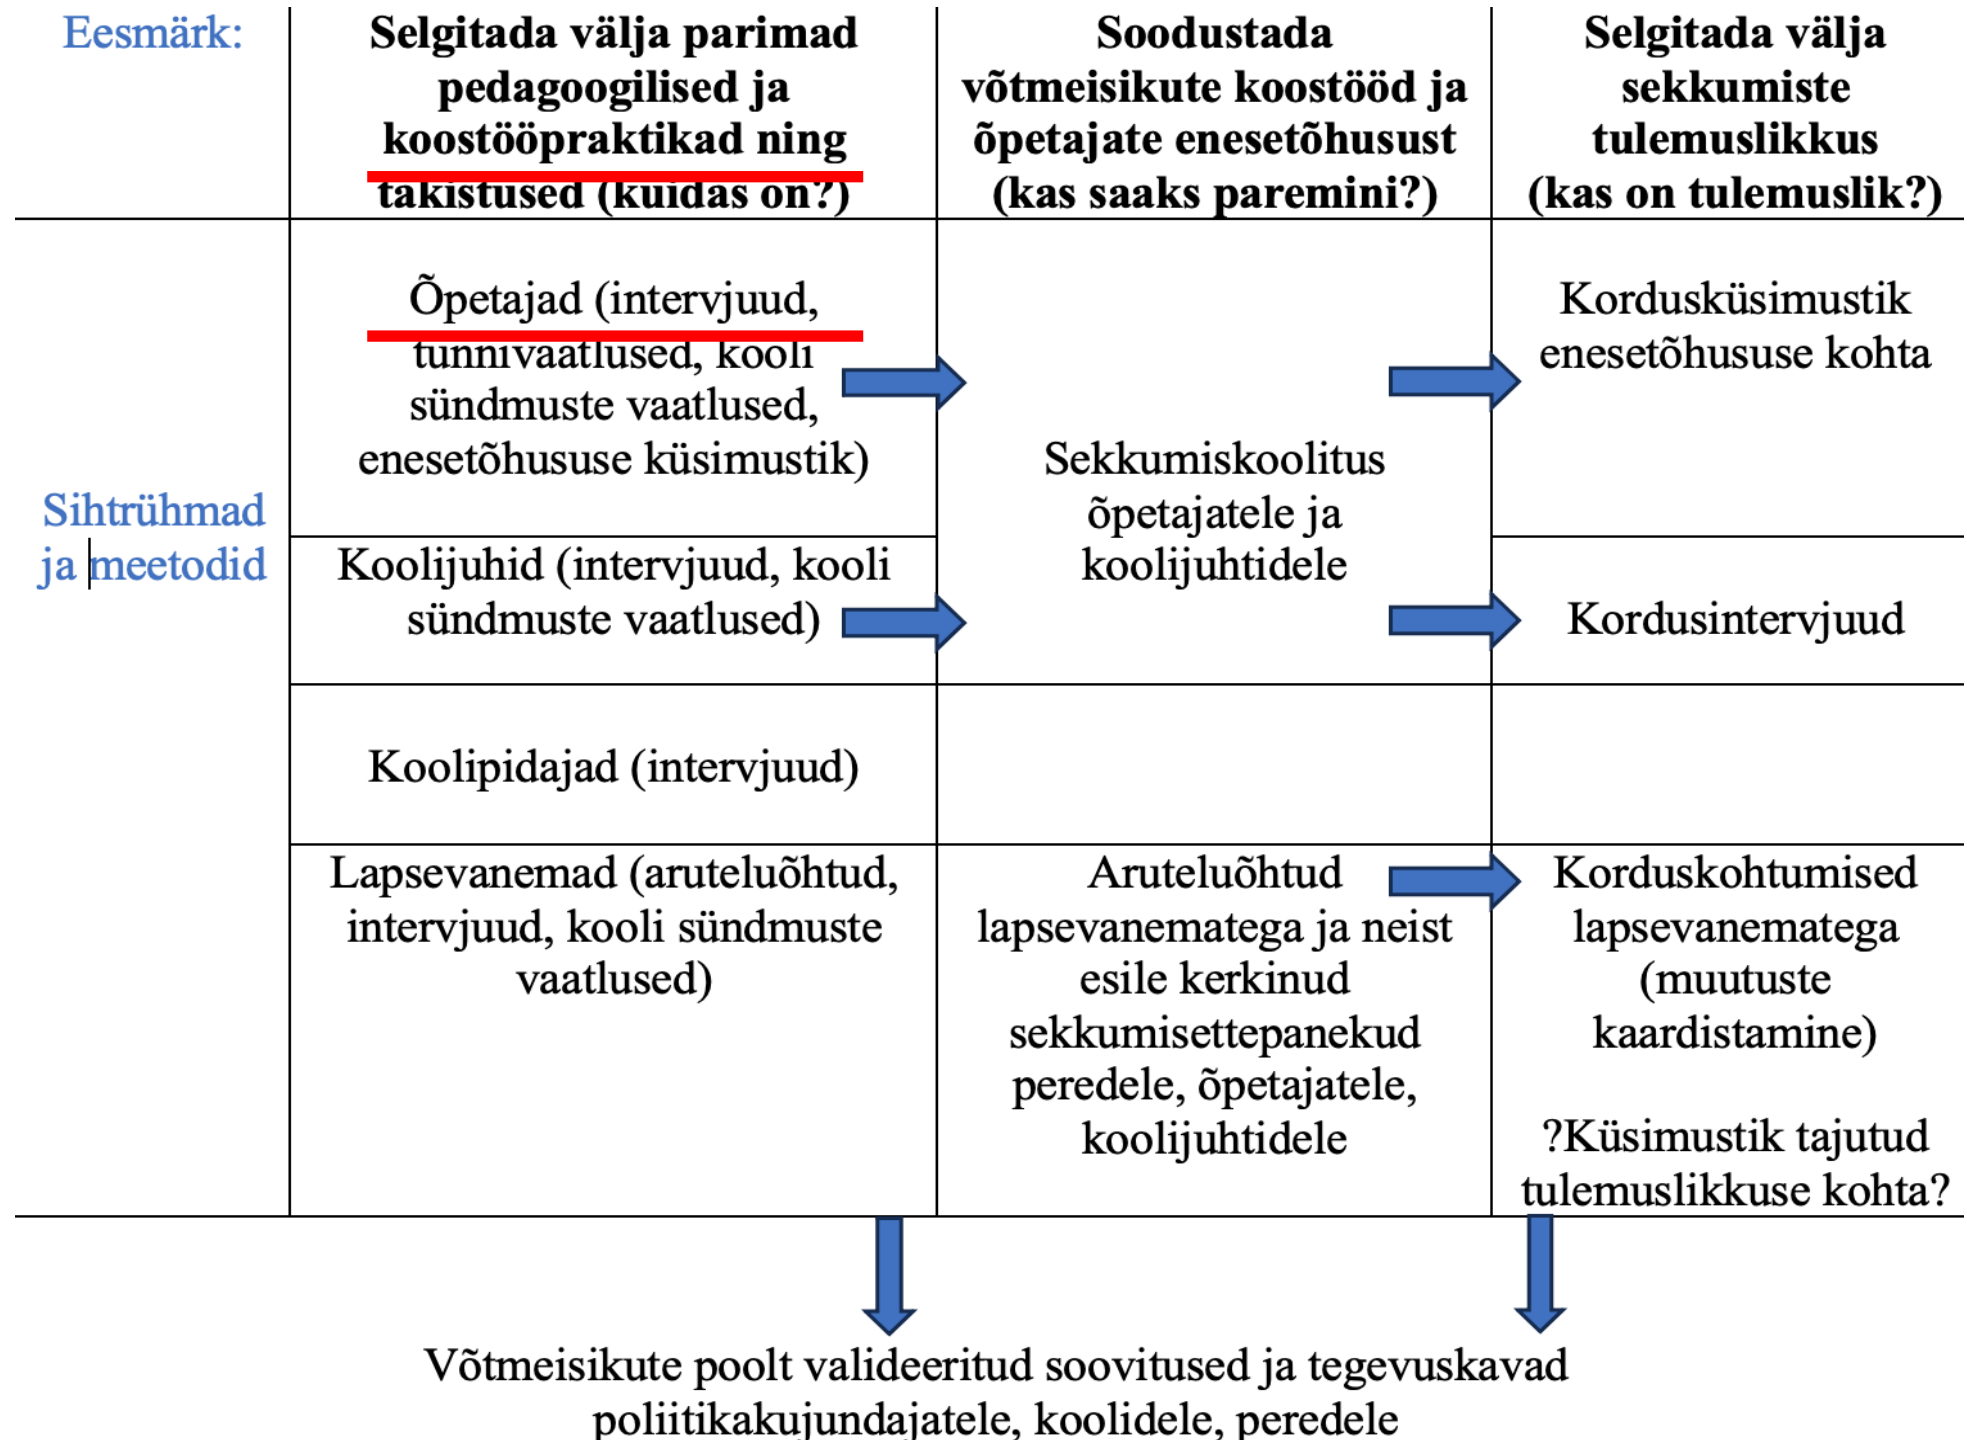 Eesmärk:
Selgitada välja parimad
pedagoogilised ja
koostööpraktikad ning
takistused (kuidas on?)
Soodustada
võtmeisikute koostööd ja
õpetajate enesetõhusust
(kas saaks paremini?)
Selgitada välja
sekkumiste
tulemuslikkus
(kas on tulemuslik?)
Sihtrühmad
ja meetodid
Õpetajad (intervjuud,
tunnivaatlused, kooli
sündmuste vaatlused,
enesetõhususe küsimustik)
Sekkumiskoolitus
õpetajatele ja
koolijuhtidele
Kordusküsimustik
enesetõhususe kohta
Koolijuhid (intervjuud, kooli
sündmuste vaatlused)
Kordusintervjuud
Koolipidajad (intervjuud)
Lapsevanemad (aruteluõhtud,
intervjuud, kooli sündmuste
vaatlused)
Aruteluõhtud
lapsevanematega ja neist
esile kerkinud
sekkumisettepanekud
peredele, õpetajatele,
koolijuhtidele
Korduskohtumised
lapsevanematega
(muutuste
kaardistamine)
?Küsimustik tajutud
tulemuslikkuse kohta?
Võtmeisikute poolt valideeritud soovitused ja tegevuskavad
poliitikakujundajatele, koolidele, peredele